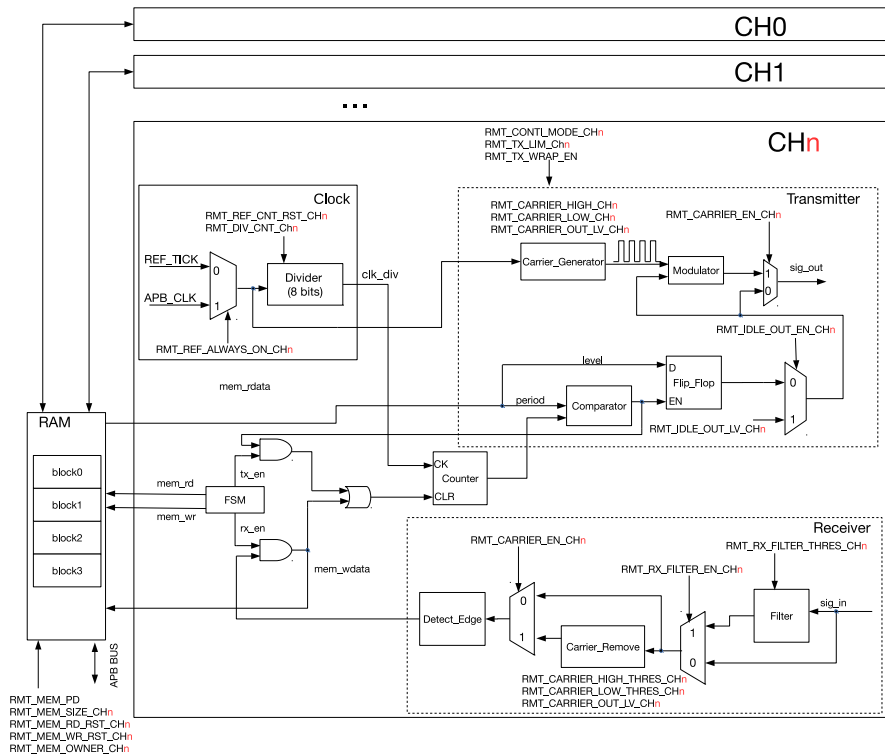 CH0
CH1
...
CHn
RMT_CONTI_MODE_CHn
RMT_TX_LIM_Chn
RMT_TX_WRAP_EN
Clock
RMT_REF_CNT_RST_CHn
RMT_DIV_CNT_Chn
REF_TICK
APB_CLK
0
1
Divider
(8 bits)
clk_div
RMT_REF_ALWAYS_ON_CHn
Transmitter
RMT_CARRIER_HIGH_CHn
RMT_CARRIER_LOW_CHn
RMT_CARRIER_OUT_LV_CHn
RMT_CARRIER_EN_CHn
Carrier_Generator
Modulator
1
0
sig_out
RMT_IDLE_OUT_EN_CHn
level
D
Flip_Flop
EN
0
1
period
Comparator
RMT_IDLE_OUT_LV_CHn
mem_rdata
RAM
block0
block1
block2
block3
mem_rd
mem_wr
FSM
tx_en
rx_en
CK
Counter
CLR
mem_wdata
Receiver
RMT_CARRIER_EN_CHn
RMT_RX_FILTER_THRES_CHn
RMT_RX_FILTER_EN_CHn
Detect_Edge
0
1
Carrier_Remove
1
0
Filter
sig_in
RMT_CARRIER_HIGH_THRES_CHn
RMT_CARRIER_LOW_THRES_CHn
RMT_CARRIER_OUT_LV_CHn
APB BUS
RMT_MEM_PD
RMT_MEM_SIZE_CHn
RMT_MEM_RD_RST_CHn
RMT_MEM_WR_RST_CHn
RMT_MEM_OWNER_CHn